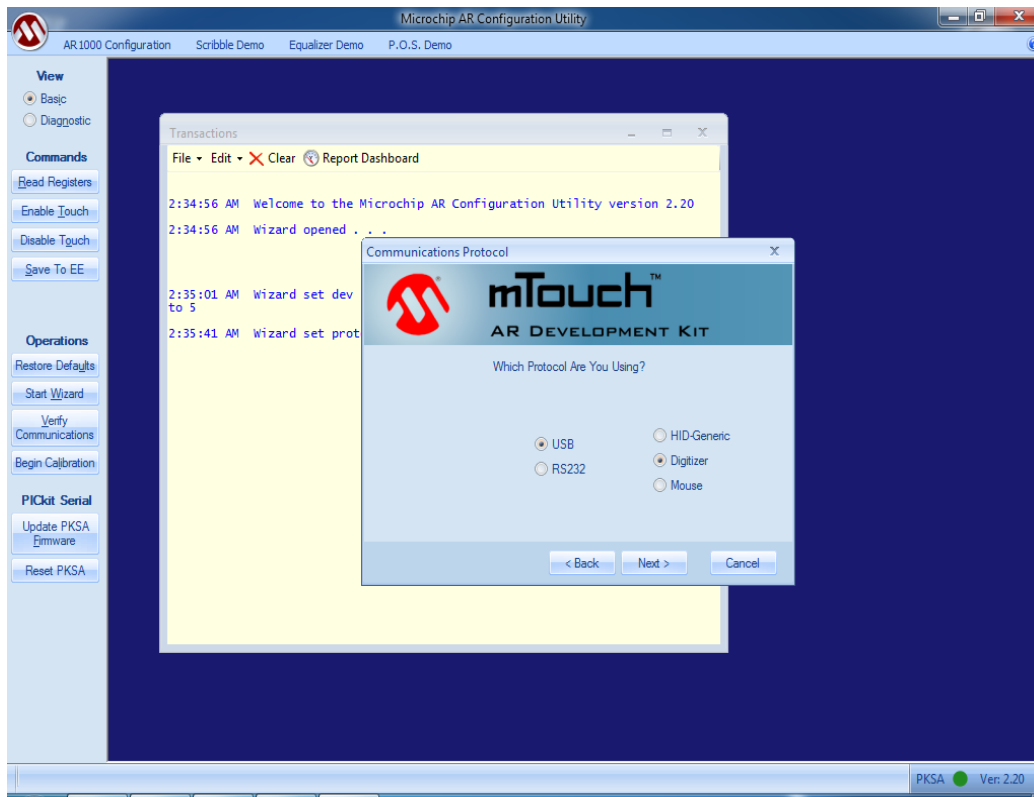 Microchip AR Configuration Utility
AR1000 Configuration Scribble Demo Equalizer Demo P.O.S. Demo
View
Basic
Diagnostic
Commands
Read Registers
Enable Touch
Disable Touch
Save To EE
Operations
Restore Defaults
Start Wizard
Verify
Communications
Begin Calibration
PICkit Serial
Update PKSA
Firmware
Reset PKSA
Transactions
File Edit Clear Report Dashboard
2:34:56 AM Welcome to the Microchip AR Configuration Utility version 2.20
2:34:56 AM Wizard opened . . .
2:35:01 AM Wizard set dev
to 5
2:35:41 AM Wizard set prot
Communications Protocol
mTouch™
AR DEVELOPMENT KIT
Which Protocol Are You Using?
USB
RS232
HID-Generic
Digitizer
Mouse
< Back Next > Cancel
PKSA Ver: 2.20